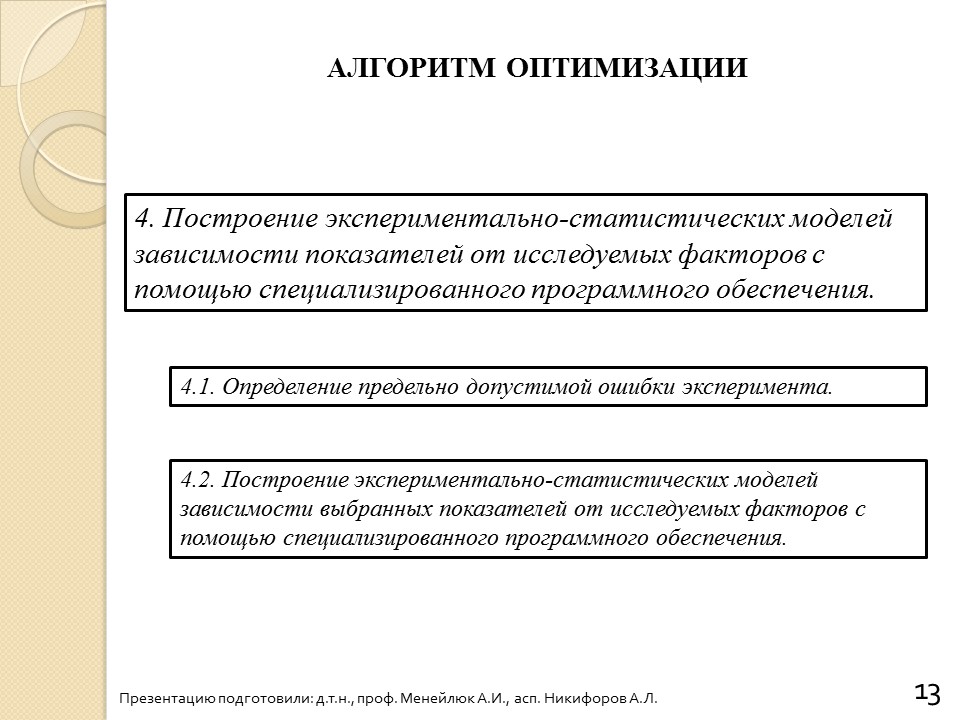 АЛГОРИТМ ОПТИМИЗАЦИИ
4. Построение экспериментально-статистических моделей
зависимости показателей от исследуемых факторов с
помощью специализированного программного обеспечения.
4.1. Определение предельно допустимой ошибки эксперимента.
4.2. Построение экспериментально-статистических моделей
зависимости выбранных показателей от исследуемых факторов с
помощью специализированного программного обеспечения.
Презентацию подготовили: д.т.н., проф. Менейлюк А.И., асп. Никифоров А.Л.
13